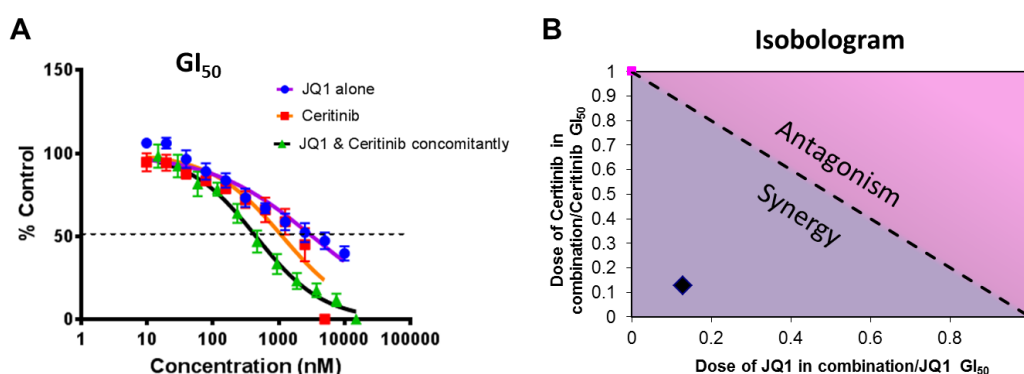 A
GI50
150
100
50
0
% Control
JQ1 alone
Ceritinib
JQ1 & Ceritinib concomitantly
1
10
100
1000
10000
100000
Concentration (nM)
B
Isobologram
Dose of Ceritinib in
combination/Ceritinib GI50
1
0.9
0.8
0.7
0.6
0.5
0.4
0.3
0.2
0.1
0
Antagonism
Synergy
0
0.2
0.4
0.6
0.8
Dose of JQ1 in combination/JQ1 GI50